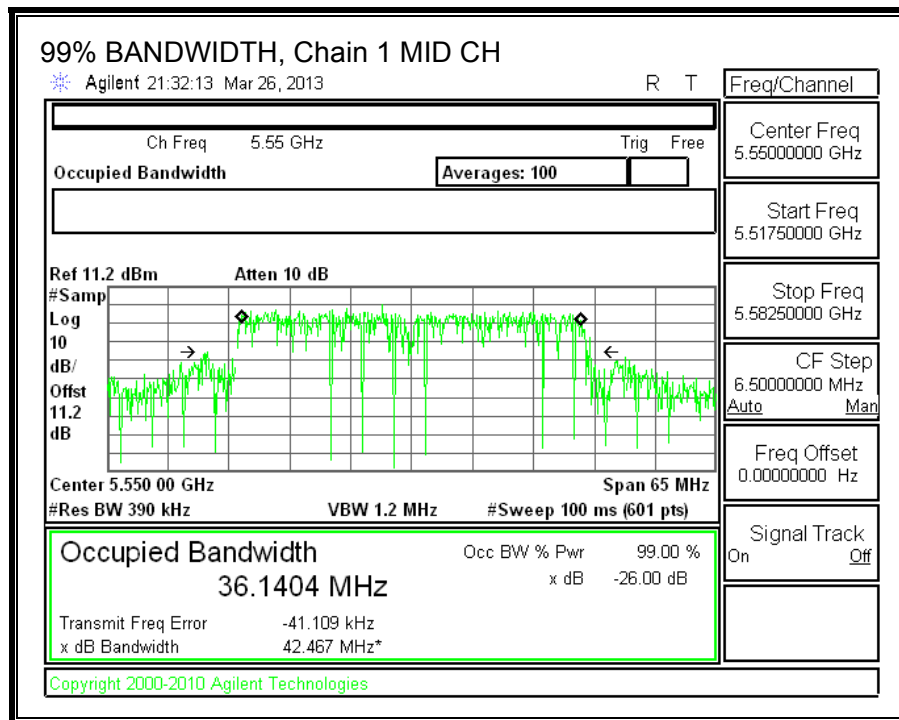 99% BANDWIDTH, Chain 1 MID CH
Agilent 21:32:13 Mar 26, 2013 R T
Freq/Channel
Ch Freq 5.55 GHz Trig Free
Occupied Bandwidth Averages: 100
Center Freq
5.55000000 GHz
Start Freq
5.51750000 GHz
Stop Freq
5.58250000 GHz
CF Step
6.50000000 MHz
Auto Man
Freq Offset
0.00000000 Hz
Signal Track
On Off
Ref 11.2 dBm Atten 10 dB
#Samp
Log
10
dB/
Offst
11.2
dB
Center 5.550 00 GHz Span 65 MHz
#Res BW 390 kHz VBW 1.2 MHz #Sweep 100 ms (601 pts)
Occupied Bandwidth Occ BW % Pwr 99.00 %
36.1404 MHz x dB -26.00 dB
Transmit Freq Error -41.109 kHz
x dB Bandwidth 42.467 MHz*
Copyright 2000-2010 Agilent Technologies